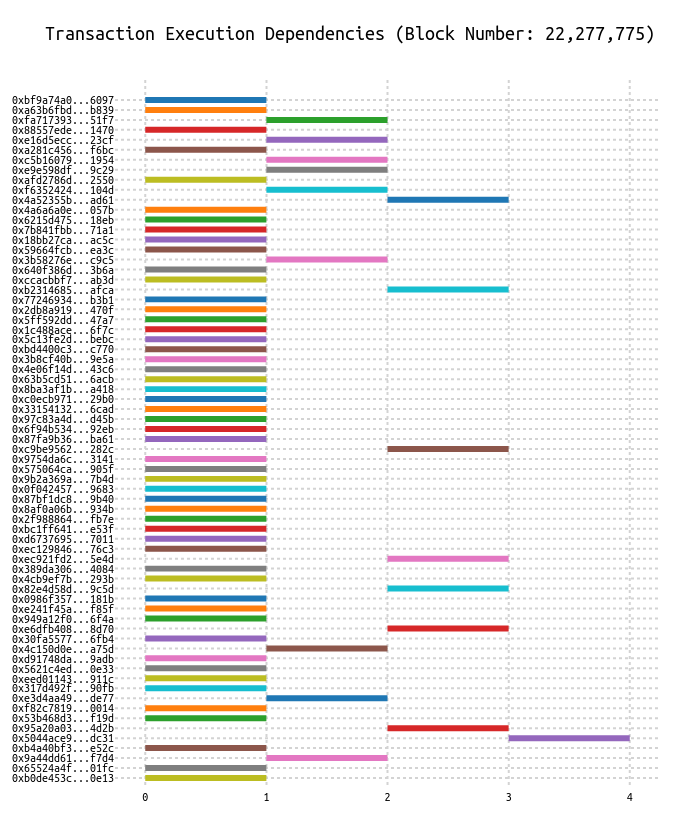 Transaction Execution Dependencies (Block Number: 22,277,775)
0xbf9a74a0...6097
0xa63b6fbd...b839
0xfa717393...51f7
0x88557ede...1470
0xe16d5ecc...23cf
0xa281c456...f6bc
0xc5b16079...1954
0xe9e598df...9c29
0xafd2786d...2550
0xf6352424...104d
0x4a52355b...ad61
0x4a6a6a0e...057b
0x6215d475...18eb
0x7b841fbb...71a1
0x18bb27ca...ac5c
0x59664fcb...ea3c
0x3b58276e...c9c5
0x640f386d...3b6a
0xccacbbf7...ab3d
0xb2314685...afca
0x77246934...b3b1
0x2db8a919...470f
0x5ff592dd...47a7
0x1c488ace...6f7c
0x5c13fe2d...bebc
0xbd4400c3...c770
0x3b8cf40b...9e5a
0x4e06f14d...43c6
0x63b5cd51...6acb
0x8ba3af1b...a418
0xc0ecb971...29b0
0x33154132...6cad
0x97c83a4d...d45b
0x6f94b534...92eb
0x87fa9b36...ba61
0xc9be9562...282c
0x9754da6c...3141
0x575064ca...905f
0x9b2a369a...7b4d
0x0f042457...9683
0x87bf1dc8...9b40
0x8af0a06b...934b
0x2f988864...fb7e
0xbc1ff641...e53f
0xd6737695...7011
0xec129846...76c3
0xec921fd2...5e4d
0x389da306...4084
0x4cb9ef7b...293b
0x82e4d58d...9c5d
0x0986f357...181b
0xe241f45a...f85f
0x949a12f0...6f4a
0xe6dfb408...8d70
0x30fa5577...6fb4
0x4c150d0e...a75d
0xd91748da...9adb
0x5621c4ed...0e33
0xeed01143...911c
0x317d492f...90fb
0xe3d4aa49...de77
0xf82c7819...0014
0x53b468d3...f19d
0x95a20a03...4d2b
0x5044ace9...dc31
0xb4a40bf3...e52c
0x9a44dd61...f7d4
0x65524a4f...01fc
0xb0de453c...0e13
0 1 2 3 4